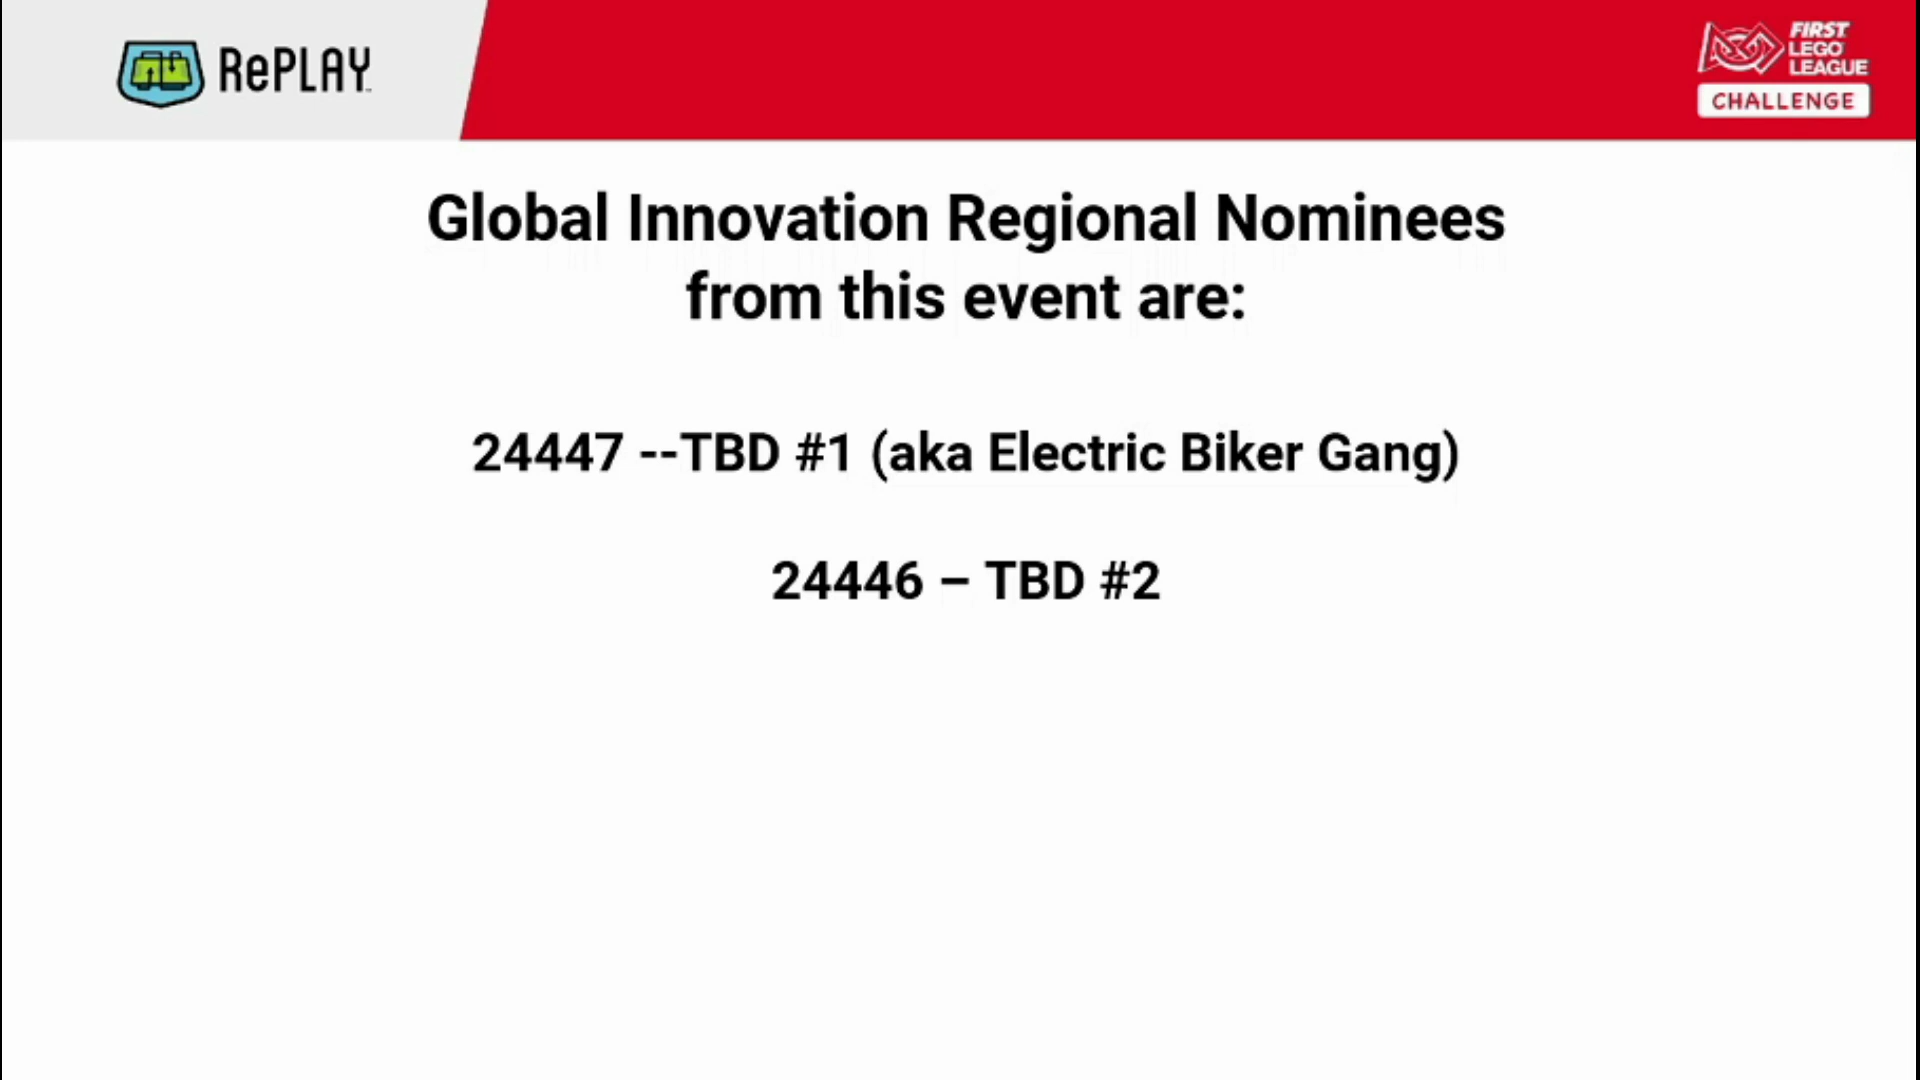 RePLAY
FIRST
LEGO
LEAGUE
CHALLENGE
Global Innovation Regional Nominees
from this event are:
24447 --TBD #1 (aka Electric Biker Gang)
24446 – TBD #2